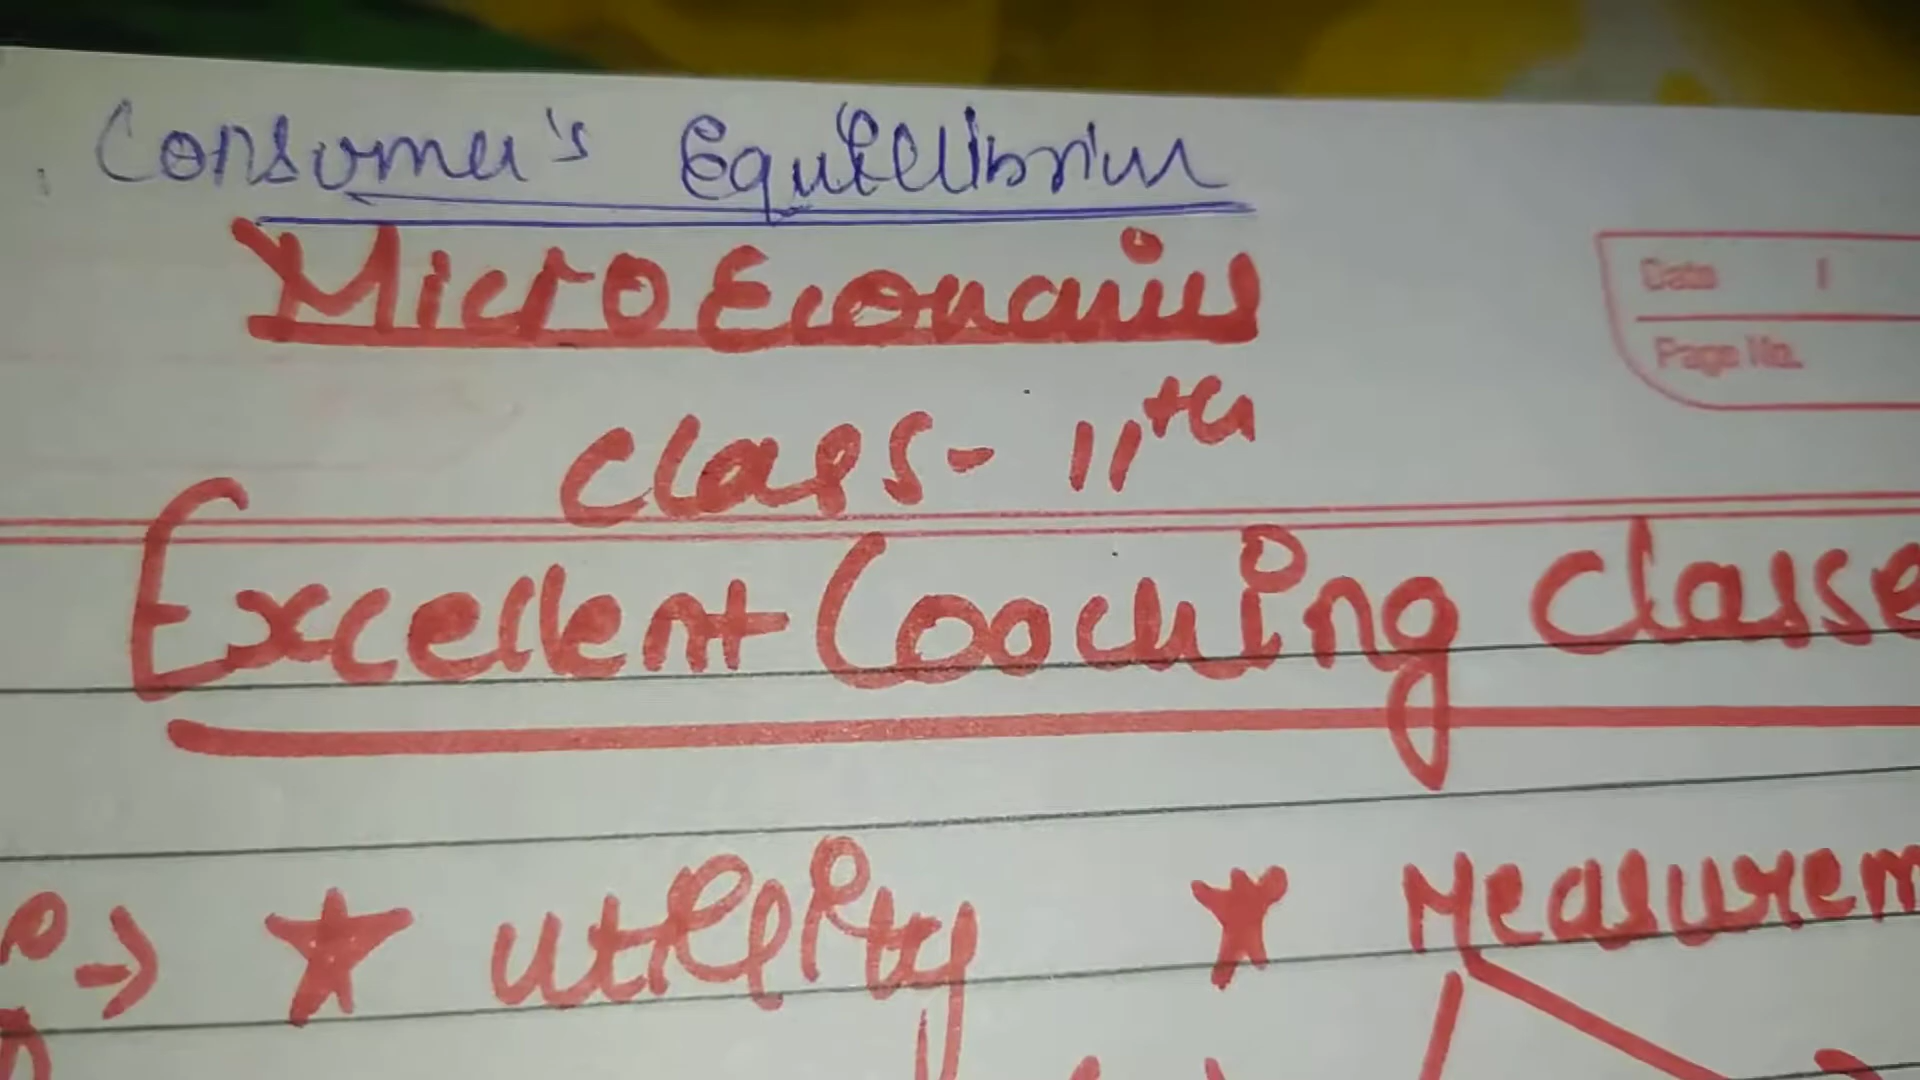 Consumer's Equilibrium
Micro Economics
Date
Page No.
Class - 11th
Excellent Coaching Classe
→ ★ Utility ★ Measurem